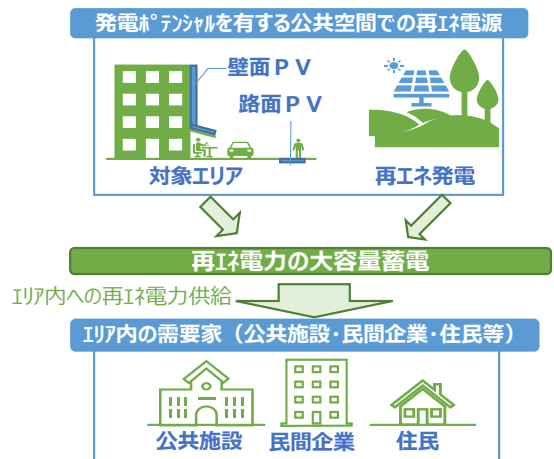 発電ﾎﾟﾃﾝｼｬﾙを有する公共空間での再ｴﾈ電源
壁面ＰＶ
路面ＰＶ
対象エリア
再エネ発電
再ｴﾈ電力の大容量蓄電
ｴﾘｱ内への再ｴﾈ電力供給
ｴﾘｱ内の需要家（公共施設・民間企業・住民等）
公共施設
民間企業
住民